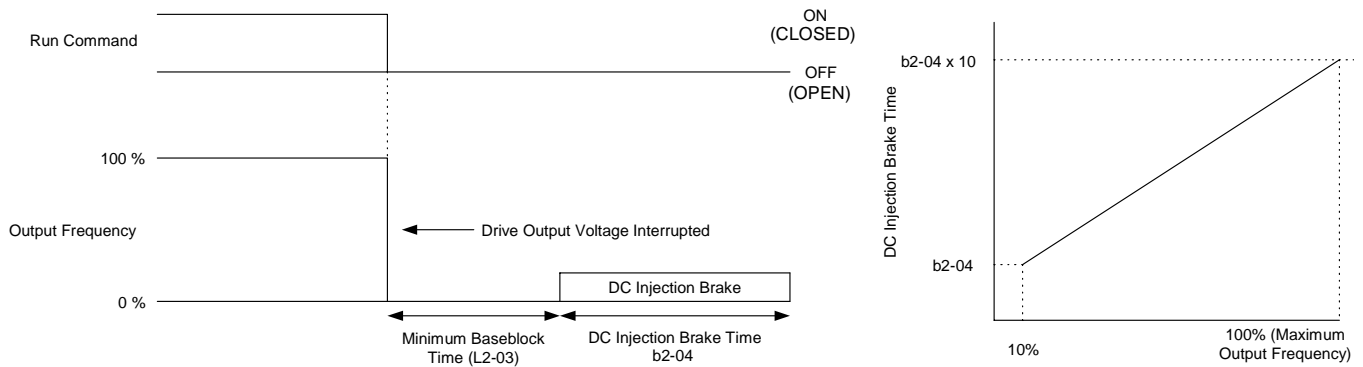 Run Command
ON
(CLOSED)
OFF
(OPEN)
100 %
Output Frequency
Drive Output Voltage Interrupted
0 %
DC Injection Brake
Minimum Baseblock
Time (L2-03)
DC Injection Brake Time
b2-04
DC Injection Brake Time
b2-04 x 10
b2-04
10%
100% (Maximum
Output Frequency)